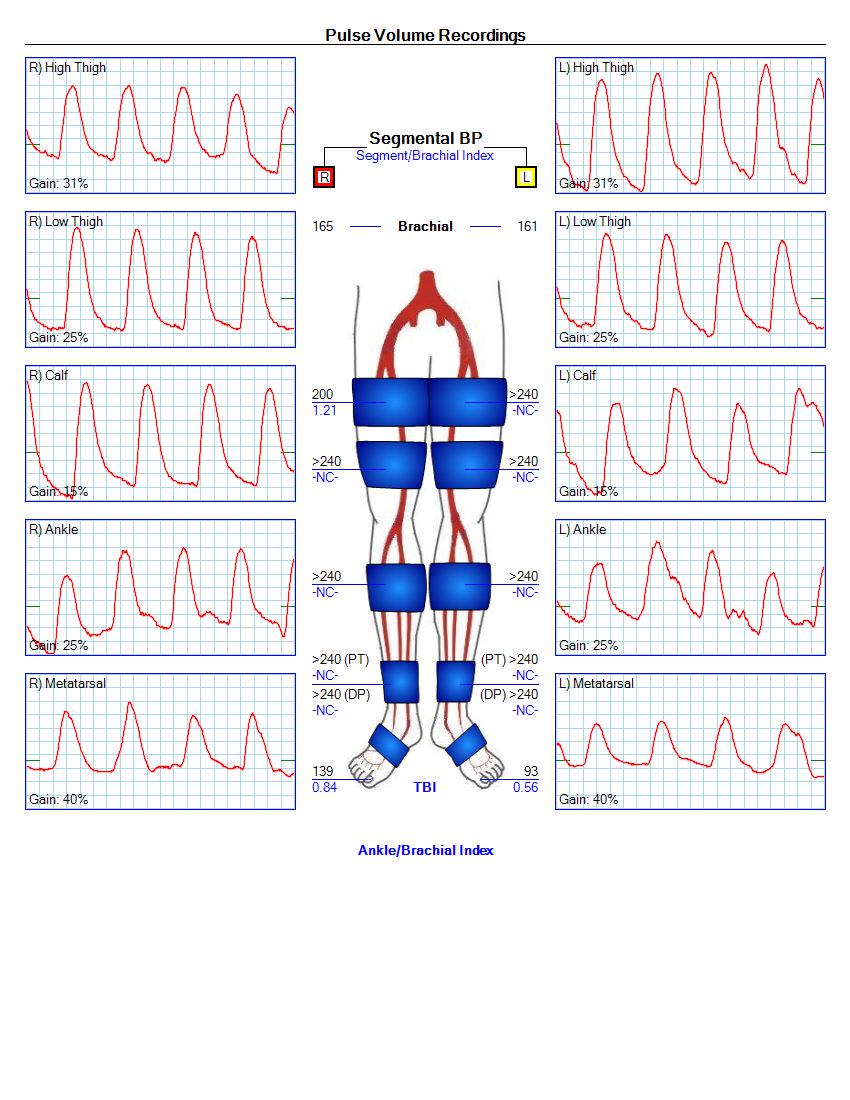 Pulse Volume Recordings
R) High Thigh
Gain: 31%
L) High Thigh
Gain: 31%
Segmental BP
Segment/Brachial Index
R
L
165 Brachial 161
R) Low Thigh
Gain: 25%
L) Low Thigh
Gain: 25%
R) Calf
Gain: 15%
L) Calf
Gain: 15%
200 >240
1.21 -NC-
>240 >240
-NC- -NC-
R) Ankle
Gain: 25%
L) Ankle
Gain: 25%
>240 >240
-NC- -NC-
>240 (PT) (PT) >240
-NC- -NC-
>240 (DP) (DP) >240
-NC- -NC-
R) Metatarsal
Gain: 40%
L) Metatarsal
Gain: 40%
139 93
0.84 TBI 0.56
Ankle/Brachial Index